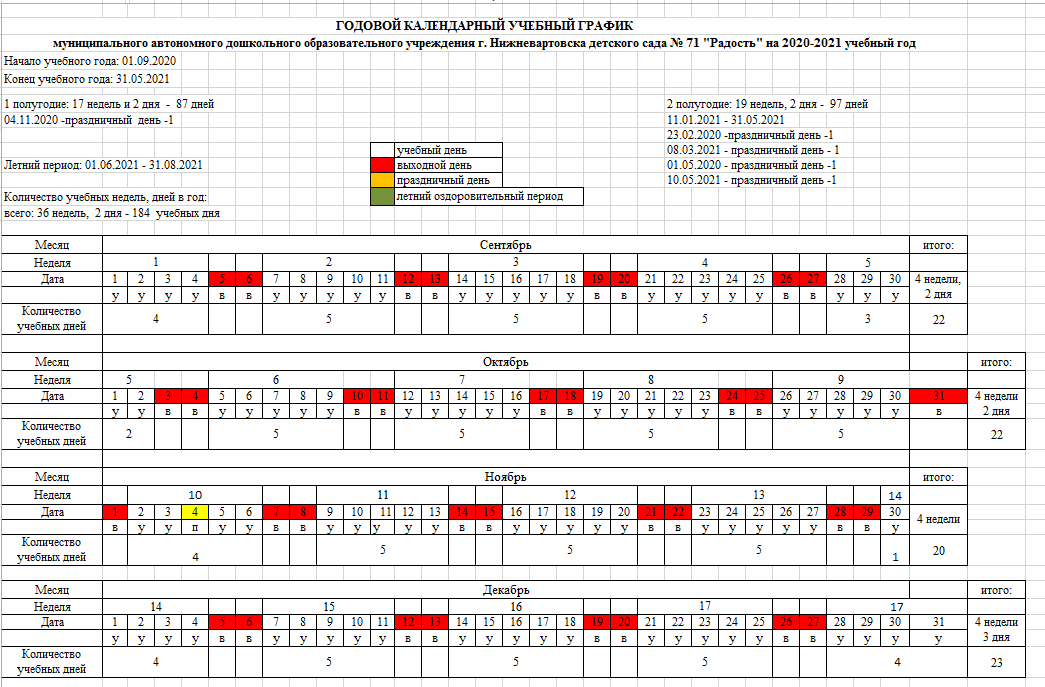 ГОДОВОЙ КАЛЕНДАРНЫЙ УЧЕБНЫЙ ГРАФИК
муниципального автономного дошкольного образовательного учреждения г. Нижневартовска детского сада № 71 "Радость" на 2020-2021 учебный год
Начало учебного года: 01.09.2020
Конец учебного года: 31.05.2021
1 полугодие: 17 недель и 2 дня - 87 дней
04.11.2020 -праздничный день -1
2 полугодие: 19 недель, 2 дня - 97 дней
11.01.2021 - 31.05.2021
23.02.2020 -праздничный день -1
08.03.2021 - праздничный день - 1
01.05.2020 - праздничный день -1
10.05.2021 - праздничный день -1
учебный день
выходной день
праздничный день
летний оздоровительный период
Летний период: 01.06.2021 - 31.08.2021
Количество учебных недель, дней в год:
всего: 36 недель, 2 дня - 184 учебных дня
Месяц Сентябрь итого:
Неделя 1 2 3 4 5
Дата 1 2 3 4 5 6 7 8 9 10 11 12 13 14 15 16 17 18 19 20 21 22 23 24 25 26 27 28 29 30 4 недели,
у у у у в в у у у у у в в у у у у у в в у у у у у в в у у у 2 дня
Количество
учебных дней 4 5 5 5 3 22
Месяц Октябрь итого:
Неделя 5 6 7 8 9
Дата 1 2 3 4 5 6 7 8 9 10 11 12 13 14 15 16 17 18 19 20 21 22 23 24 25 26 27 28 29 30 31 4 недели
у у в в у у у у у в в у у у у у в в у у у у у в в у у у у у в 2 дня
Количество
учебных дней 2 5 5 5 5 22
Месяц Ноябрь итого:
Неделя 10 11 12 13 14
Дата 1 2 3 4 5 6 7 8 9 10 11 12 13 14 15 16 17 18 19 20 21 22 23 24 25 26 27 28 29 30 4 недели
в у у п у у в в у у у у у в в у у у у у в в у у у у у в в у
Количество
учебных дней 4 5 5 5 1 20
Месяц Декабрь итого:
Неделя 14 15 16 17 17
Дата 1 2 3 4 5 6 7 8 9 10 11 12 13 14 15 16 17 18 19 20 21 22 23 24 25 26 27 28 29 30 31 4 недели
у у у у в в у у у у у в в у у у у у в в у у у у у в в у у у у 3 дня
Количество
учебных дней 4 5 5 5 4 23